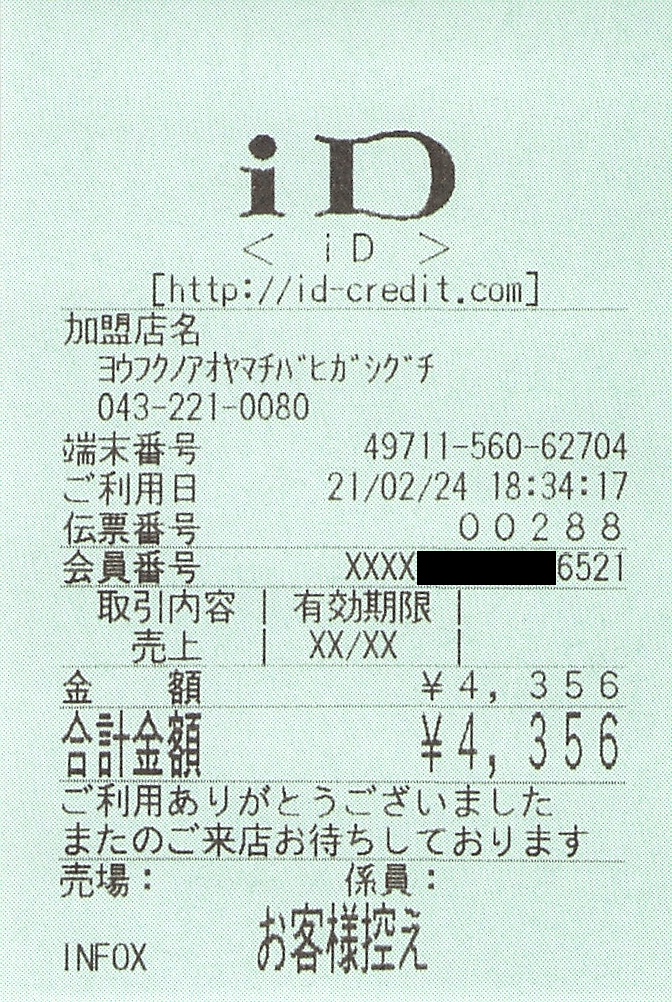 iD
< iD >
[http://id-credit.com]
加盟店名
ﾖｳﾌｸﾉｱｵﾔﾏﾁﾊﾞﾋｶﾞｼｸﾞﾁ
043-221-0080
端末番号 49711-560-62704
ご利用日 21/02/24 18:34:17
伝票番号 00288
会員番号 XXXX 6521
取引内容 | 有効期限 |
売上 | XX/XX |
金 額 ¥4,356
合計金額 ¥4,356
ご利用ありがとうございました
またのご来店お待ちしております
売場: 係員:
INFOX お客様控え